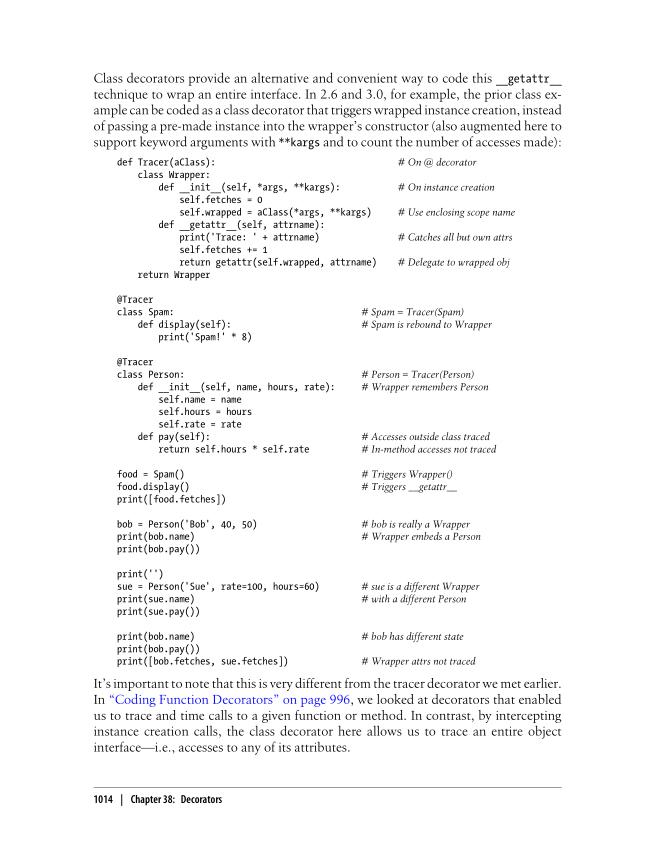 Class decorators provide an alternative and convenient way to code this __getattr__
technique to wrap an entire interface. In 2.6 and 3.0, for example, the prior class ex-
ample can be coded as a class decorator that triggers wrapped instance creation, instead
of passing a pre-made instance into the wrapper's constructor (also augmented here to
support keyword arguments with **kargs and to count the number of accesses made):
def Tracer(aClass): # On @ decorator
    class Wrapper:
        def __init__(self, *args, **kargs): # On instance creation
            self.fetches = 0
            self.wrapped = aClass(*args, **kargs) # Use enclosing scope name
        def __getattr__(self, attrname):
            print('Trace: ' + attrname) # Catches all but own attrs
            self.fetches += 1
            return getattr(self.wrapped, attrname) # Delegate to wrapped obj
    return Wrapper
@Tracer
class Spam: # Spam = Tracer(Spam)
    def display(self): # Spam is rebound to Wrapper
        print('Spam!' * 8)
@Tracer
class Person: # Person = Tracer(Person)
    def __init__(self, name, hours, rate): # Wrapper remembers Person
        self.name = name
        self.hours = hours
        self.rate = rate
    def pay(self): # Accesses outside class traced
        return self.hours * self.rate # In-method accesses not traced
food = Spam() # Triggers Wrapper()
food.display() # Triggers __getattr__
print([food.fetches])
bob = Person('Bob', 40, 50) # bob is really a Wrapper
print(bob.name) # Wrapper embeds a Person
print(bob.pay())
print('')
sue = Person('Sue', rate=100, hours=60) # sue is a different Wrapper
print(sue.name) # with a different Person
print(sue.pay())
print(bob.name) # bob has different state
print(bob.pay())
print([bob.fetches, sue.fetches]) # Wrapper attrs not traced
It's important to note that this is very different from the tracer decorator we met earlier.
In "Coding Function Decorators" on page 996, we looked at decorators that enabled
us to trace and time calls to a given function or method. In contrast, by intercepting
instance creation calls, the class decorator here allows us to trace an entire object
interface—i.e., accesses to any of its attributes.
1014 | Chapter 38: Decorators